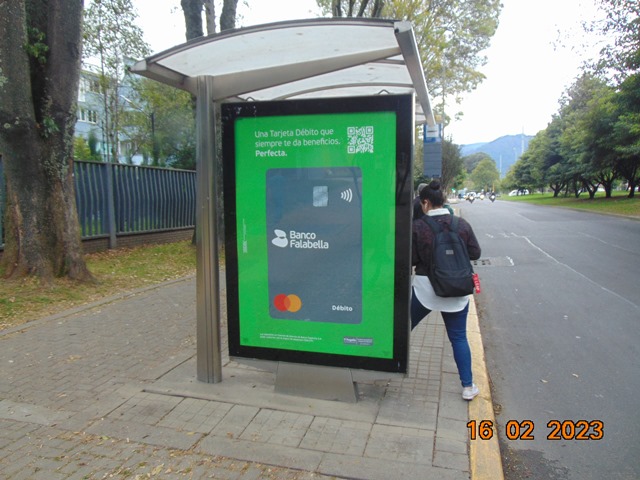 Una Tarjeta Débito que
siempre te da beneficios.
Perfecta.
Banco
Falabella
Débito
16 02 2023